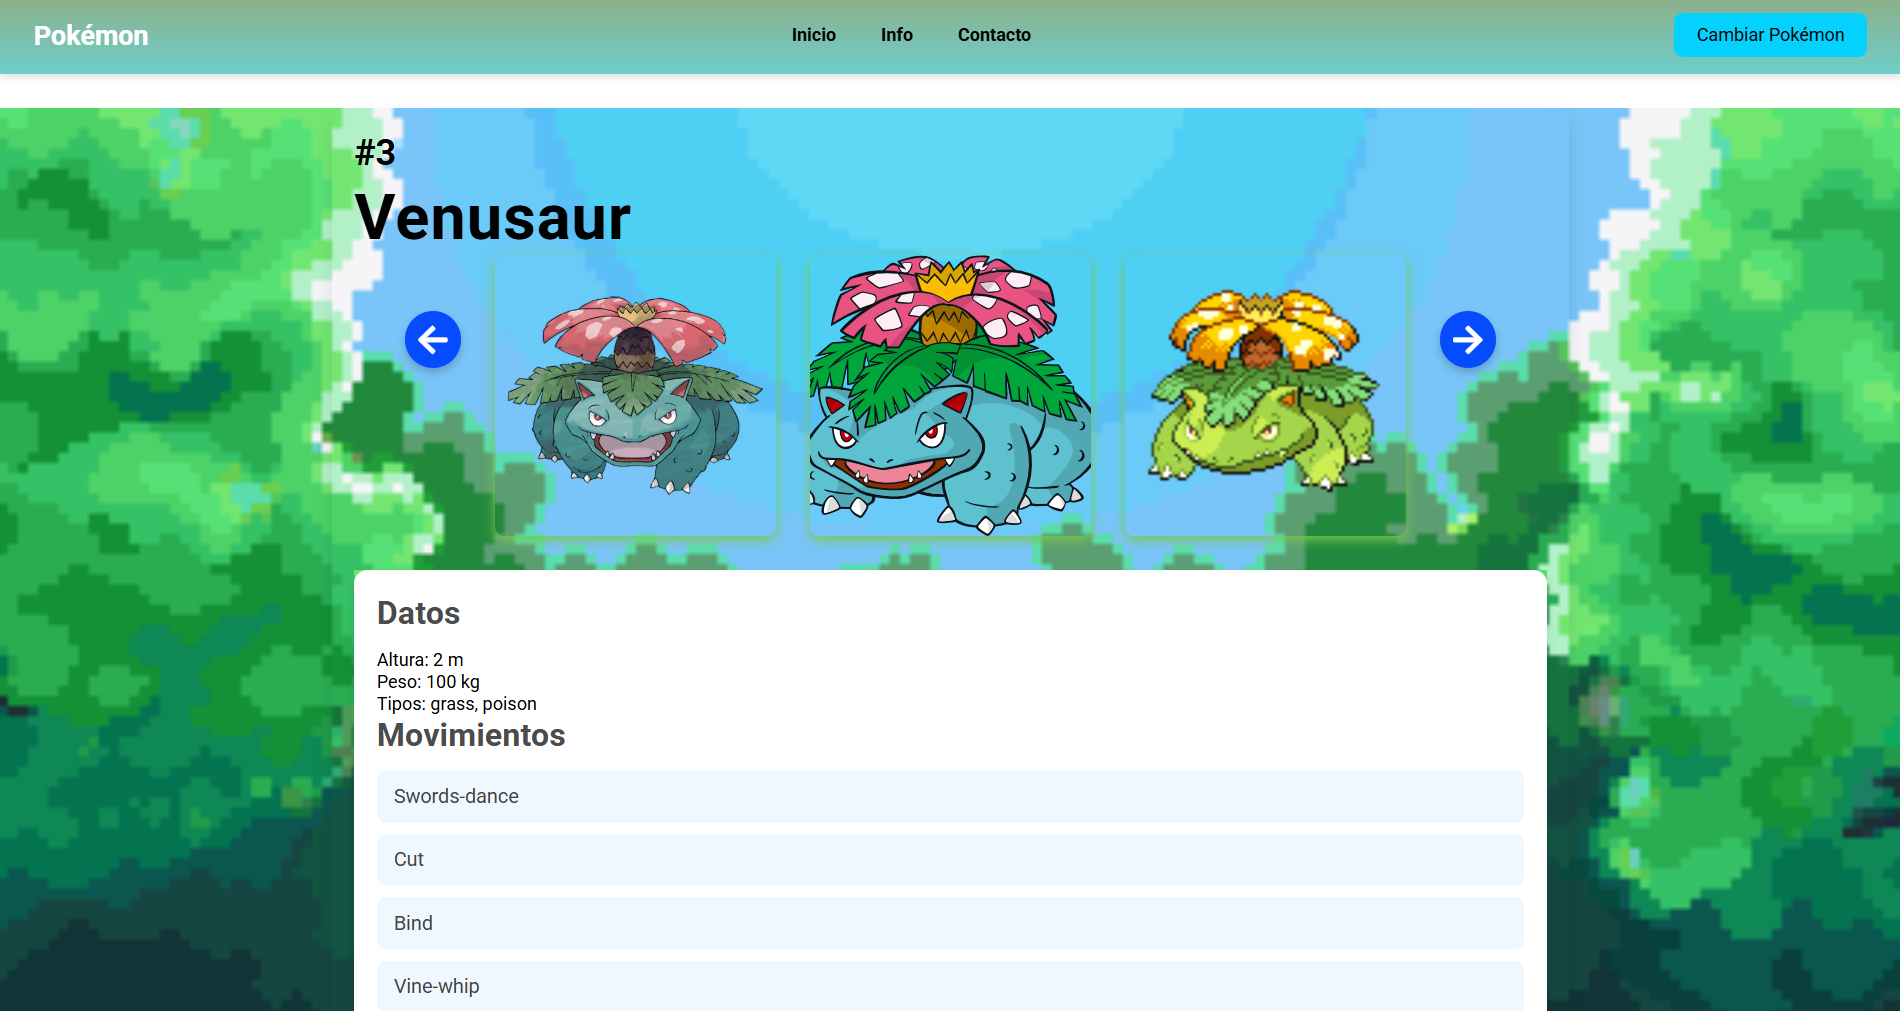 Pokémon
Inicio
Info
Contacto
Cambiar Pokémon
#3
Venusaur
Datos
Altura: 2 m
Peso: 100 kg
Tipos: grass, poison
Movimientos
Swords-dance
Cut
Bind
Vine-whip